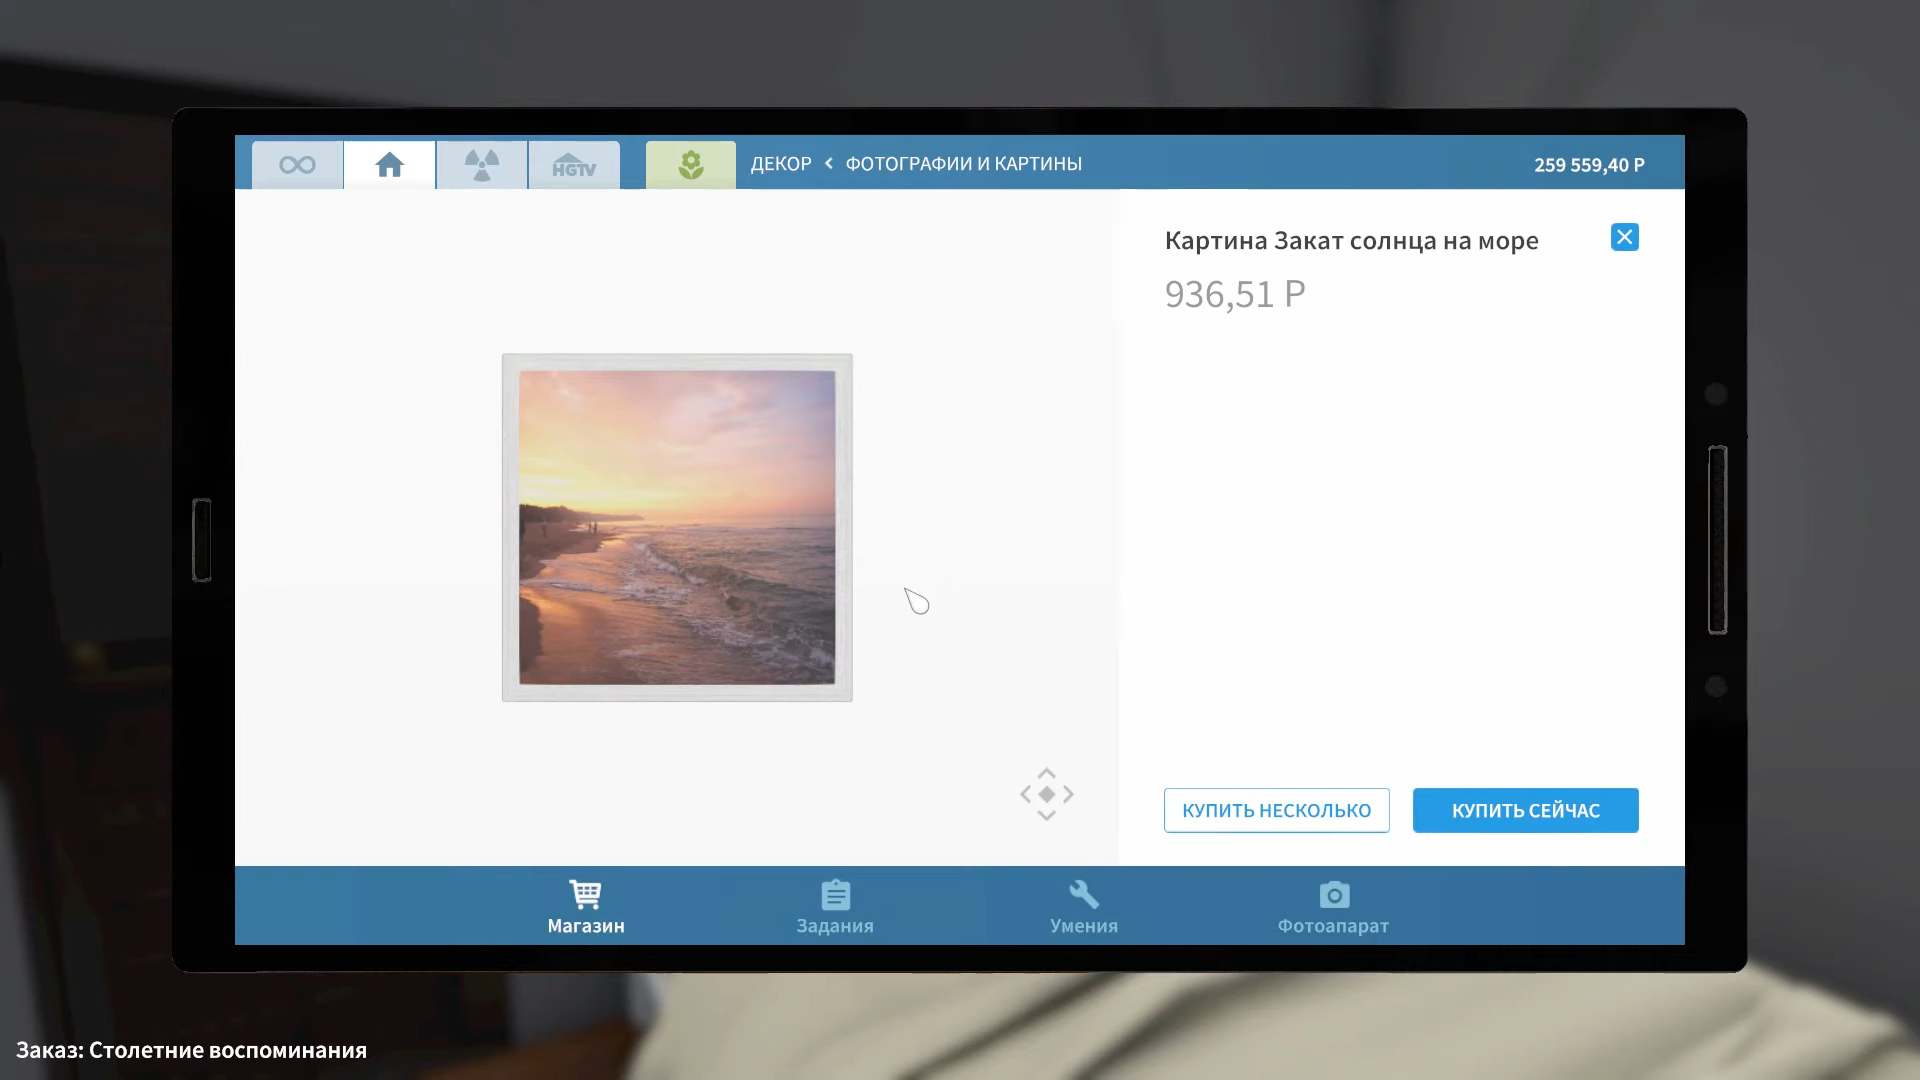 HGTV
ДЕКОР < ФОТОГРАФИИ И КАРТИНЫ
259 559,40 Р
Картина Закат солнца на море
936,51 Р
КУПИТЬ НЕСКОЛЬКО
КУПИТЬ СЕЙЧАС
Магазин
Задания
Умения
Фотоаппарат
Заказ: Столетние воспоминания